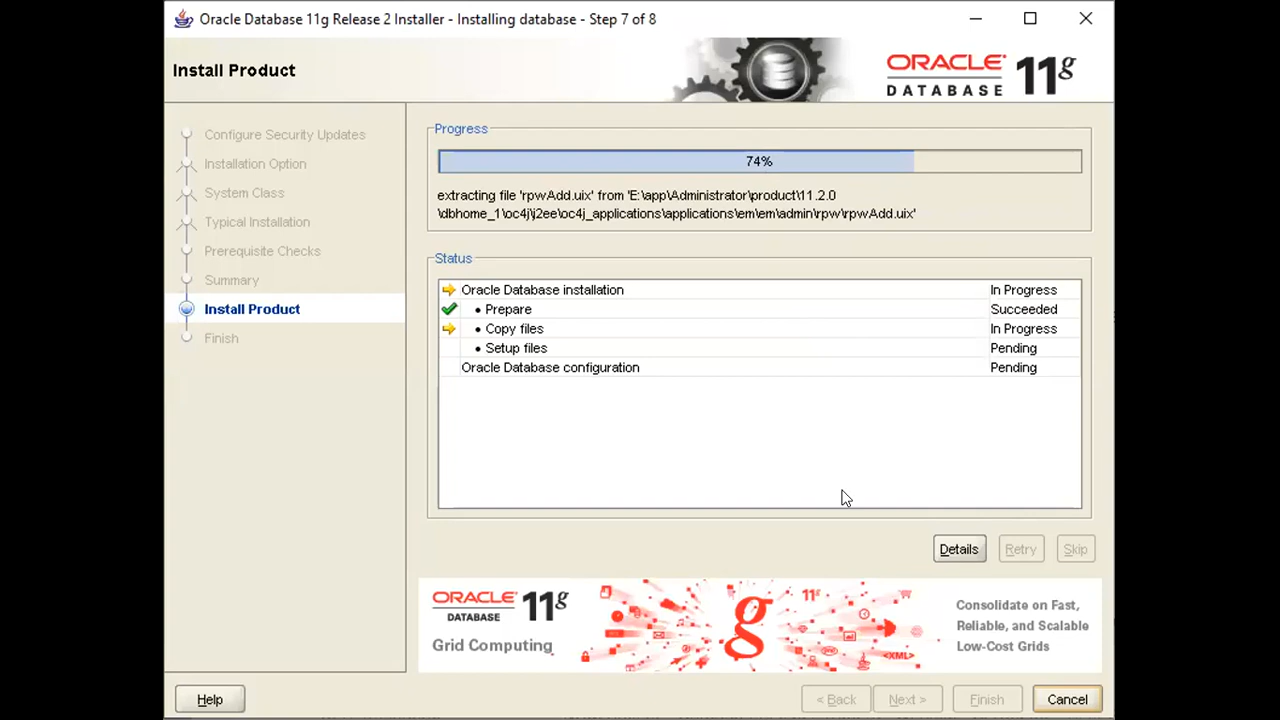 Oracle Database 11g Release 2 Installer - Installing database - Step 7 of 8
Install Product
ORACLE®
DATABASE
11g
Configure Security Updates
Installation Option
System Class
Typical Installation
Prerequisite Checks
Summary
Install Product
Finish
Progress
74%
extracting file 'rpwAdd.uix' from 'E:\app\Administrator\product\11.2.0
\dbhome_1\oc4j\j2ee\oc4j_applications\applications\em\em\admin\rpw\rpwAdd.uix'
Status
Oracle Database installation In Progress
• Prepare Succeeded
• Copy files In Progress
• Setup files Pending
Oracle Database configuration Pending
Details Retry Skip
ORACLE®
DATABASE
11g
Grid Computing
11g
g
<XML>
Consolidate on Fast,
Reliable, and Scalable
Low-Cost Grids
Help < Back Next > Finish Cancel